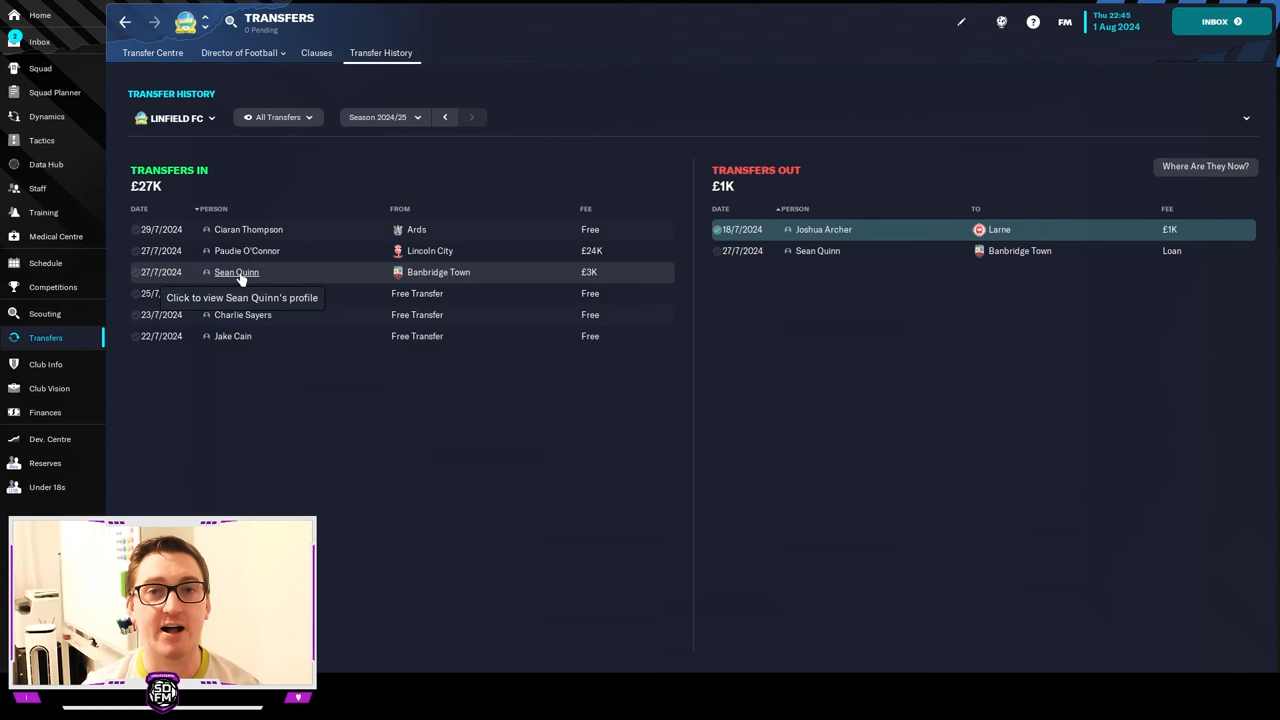 Home
TRANSFERS
0 Pending
FM
Thu 22:45
1 Aug 2024
INBOX
2
Inbox
Transfer Centre
Director of Football
Clauses
Transfer History
Squad
Squad Planner
Dynamics
Tactics
Data Hub
Staff
Training
Medical Centre
Schedule
Competitions
Scouting
Transfers
Club Info
Club Vision
Finances
Dev. Centre
Reserves
Under 18s
TRANSFER HISTORY
LINFIELD FC
All Transfers
Season 2024/25
TRANSFERS IN
£27K
DATE PERSON FROM FEE
29/7/2024 Ciaran Thompson Ards Free
27/7/2024 Paudie O'Connor Lincoln City £24K
27/7/2024 Sean Quinn Banbridge Town £3K
25/7, Free Transfer Free
Click to view Sean Quinn's profile
23/7/2024 Charlie Sayers Free Transfer Free
22/7/2024 Jake Cain Free Transfer Free
TRANSFERS OUT
£1K
Where Are They Now?
DATE PERSON TO FEE
18/7/2024 Joshua Archer Larne £1K
27/7/2024 Sean Quinn Banbridge Town Loan
SDFM